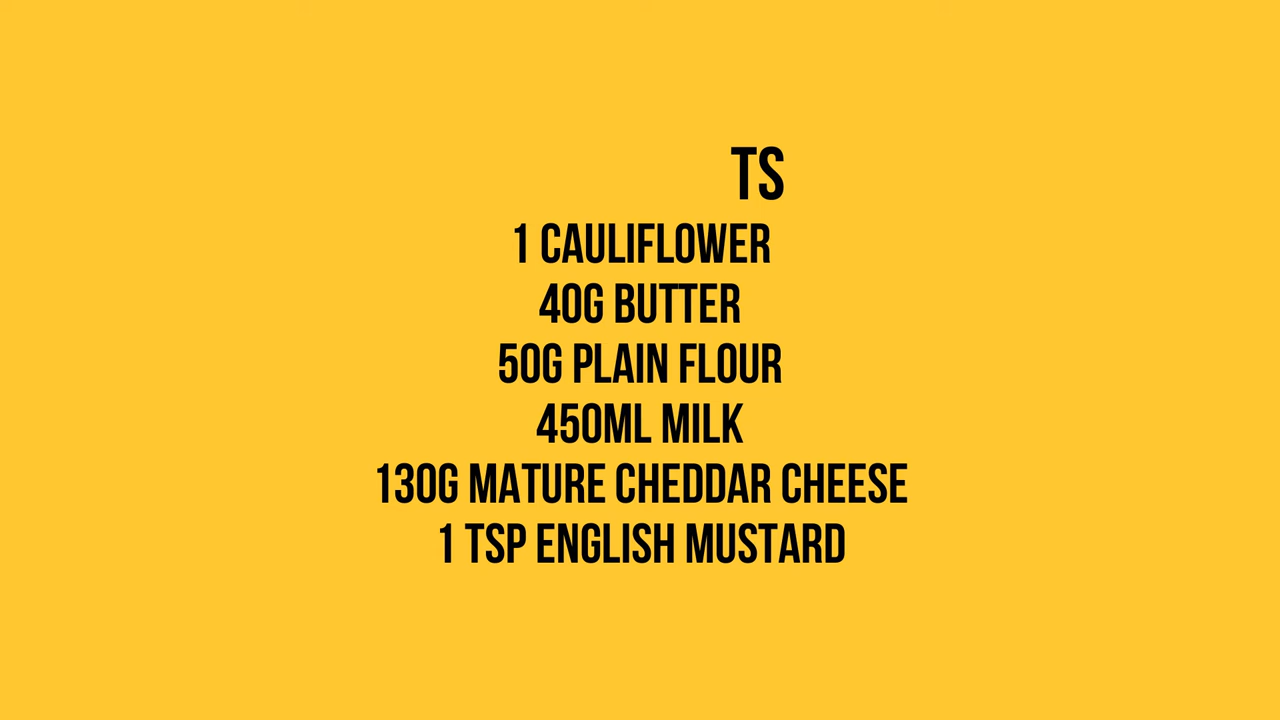 TS
1 CAULIFLOWER
40G BUTTER
50G PLAIN FLOUR
450ML MILK
130G MATURE CHEDDAR CHEESE
1 TSP ENGLISH MUSTARD